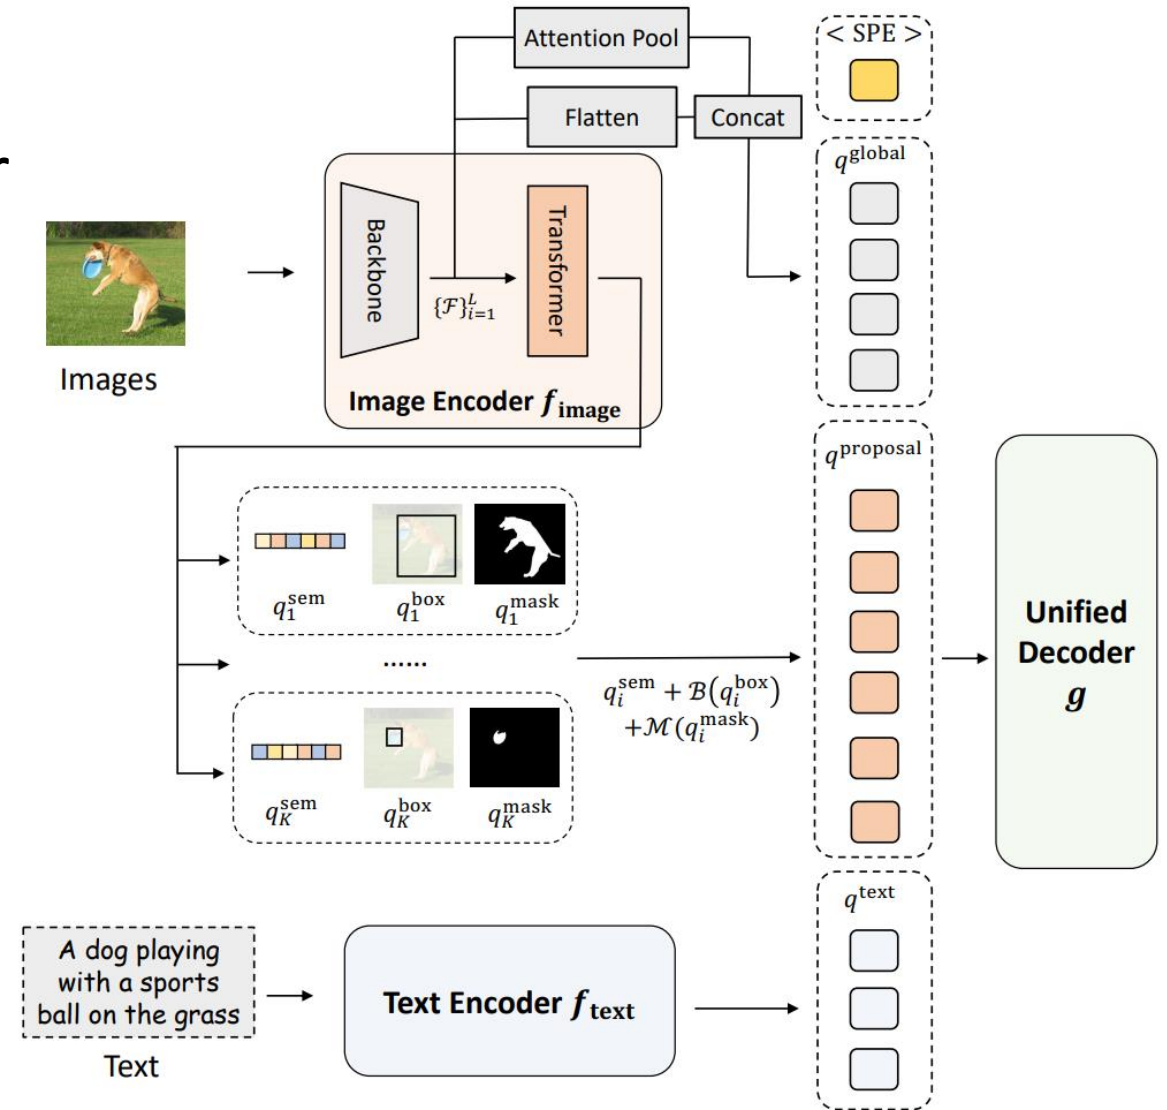 Attention Pool
Flatten
Concat
< SPE >
q^global
r
Images
Backbone
{ℱ}_{i=1}^L
Transformer
Image Encoder f_image
q_1^sem
q_1^box
q_1^mask
......
q_K^sem
q_K^box
q_K^mask
q_i^sem + ℬ(q_i^box)
+ℳ(q_i^mask)
q^proposal
Unified
Decoder
g
A dog playing
with a sports
ball on the grass
Text
Text Encoder f_text
q^text